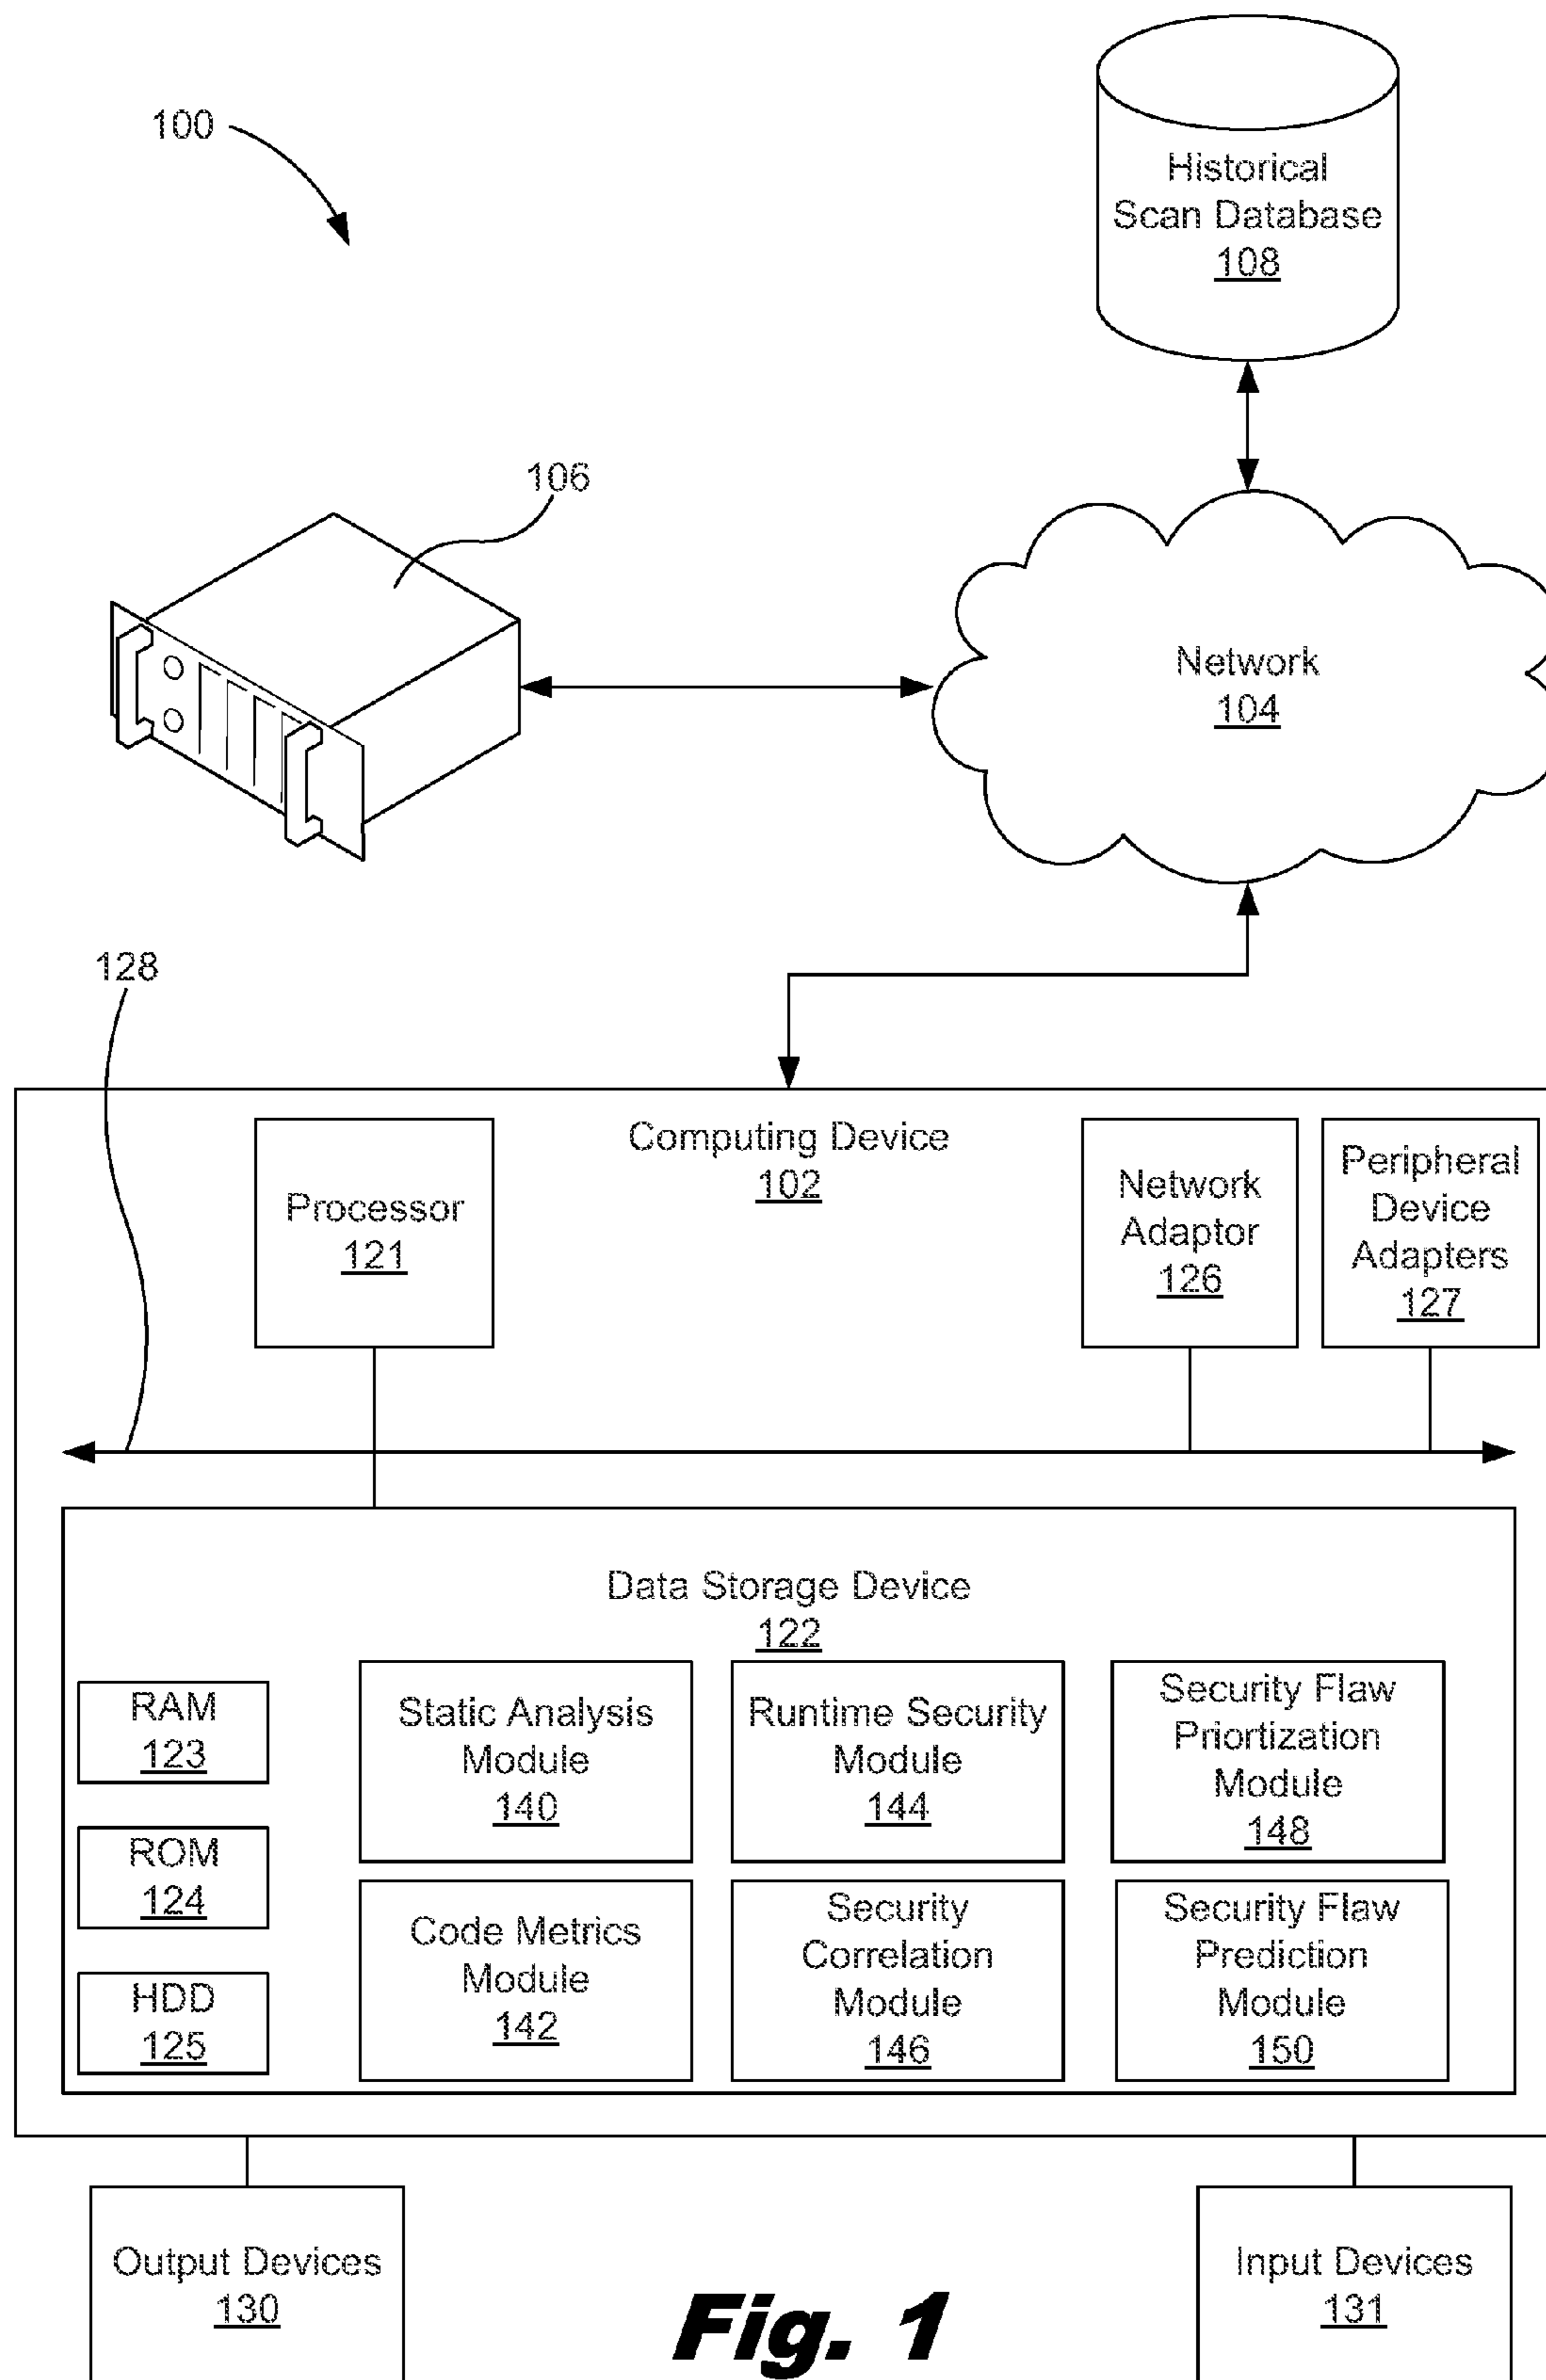 100
Historical
Scan Database
108
106
Network
104
128
Computing Device
102
Processor
121
Network
Adaptor
126
Peripheral
Device
Adapters
127
Data Storage Device
122
RAM
123
ROM
124
HDD
125
Static Analysis
Module
140
Runtime Security
Module
144
Security Flaw
Priortization
Module
148
Code Metrics
Module
142
Security
Correlation
Module
146
Security Flaw
Prediction
Module
150
Output Devices
130
Input Devices
131
Fig. 1